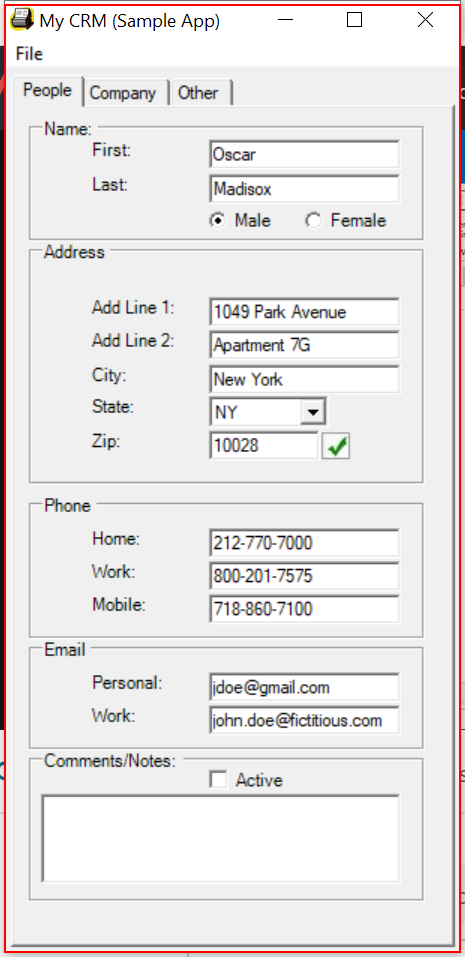 My CRM (Sample App)
File
People Company Other
Name:
First: Oscar
Last: Madisox
Male Female
Address
Add Line 1: 1049 Park Avenue
Add Line 2: Apartment 7G
City: New York
State: NY
Zip: 10028
Phone
Home: 212-770-7000
Work: 800-201-7575
Mobile: 718-860-7100
Email
Personal: jdoe@gmail.com
Work: john.doe@fictitious.com
Comments/Notes:
Active